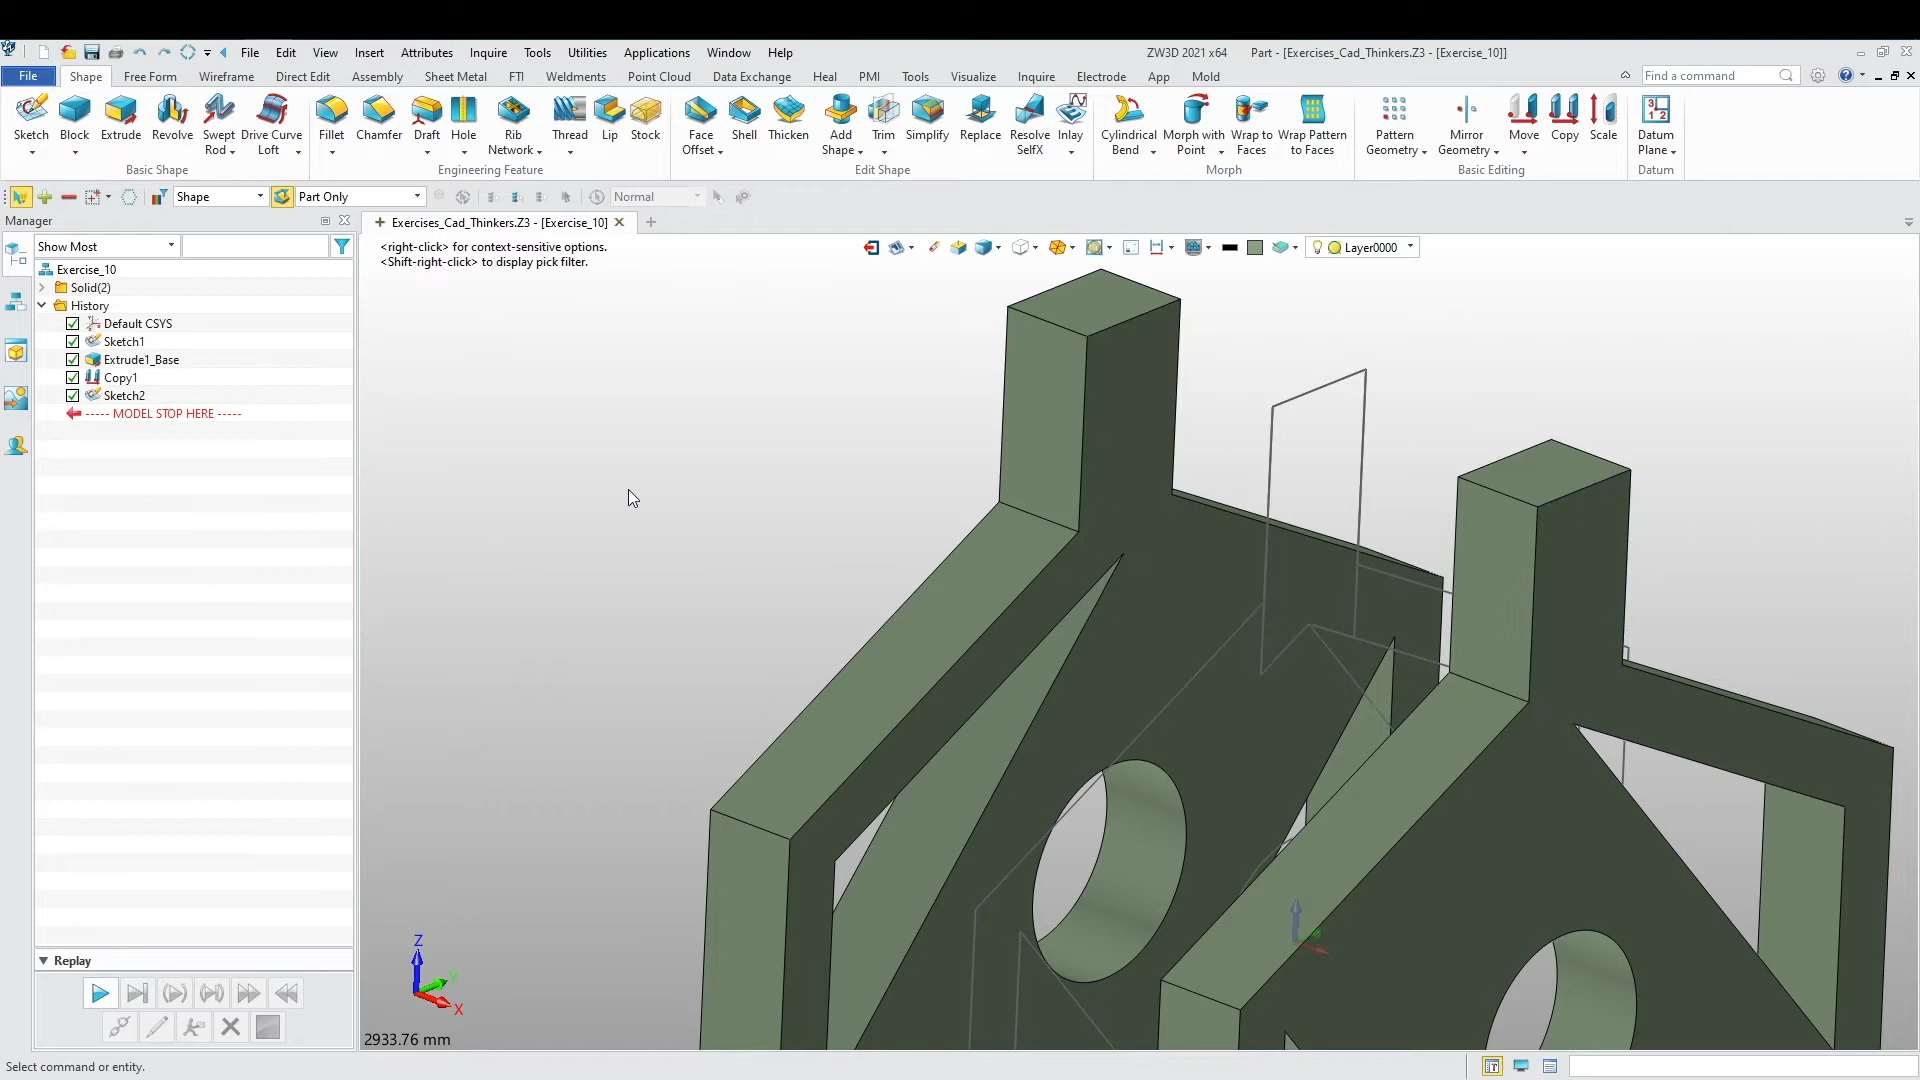 File Edit View Insert Attributes Inquire Tools Utilities Applications Window Help ZW3D 2021 x64 Part - [Exercises_Cad_Thinkers.Z3 - [Exercise_10]]
File Shape Free Form Wireframe Direct Edit Assembly Sheet Metal FTI Weldments Point Cloud Data Exchange Heal PMI Tools Visualize Inquire Electrode App Mold Find a command
Sketch Block Extrude Revolve Swept Rod Drive Curve Loft Fillet Chamfer Draft Hole Rib Network Thread Lip Stock Face Offset Shell Thicken Add Shape Trim Simplify Replace Resolve SelfX Inlay Cylindrical Bend Morph with Point Wrap to Faces Wrap Pattern to Faces Pattern Geometry Mirror Geometry Move Copy Scale Datum Plane
Basic Shape Engineering Feature Edit Shape Morph Basic Editing Datum
Shape Part Only Normal
Manager Exercises_Cad_Thinkers.Z3 - [Exercise_10]
Show Most <right-click> for context-sensitive options. Layer0000
<Shift-right-click> to display pick filter.
Exercise_10
Solid(2)
History
Default CSYS
Sketch1
Extrude1_Base
Copy1
Sketch2
----- MODEL STOP HERE -----
Replay
Z
Y
X
2933.76 mm
Select command or entity.